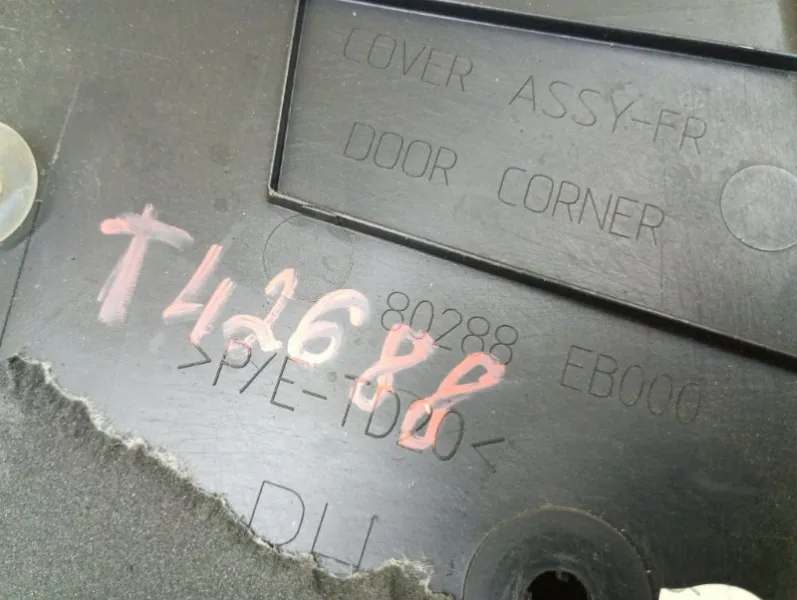 COVER ASSY-FR
DOOR CORNER
80288 EB000
T42688
>P/E-TD20<